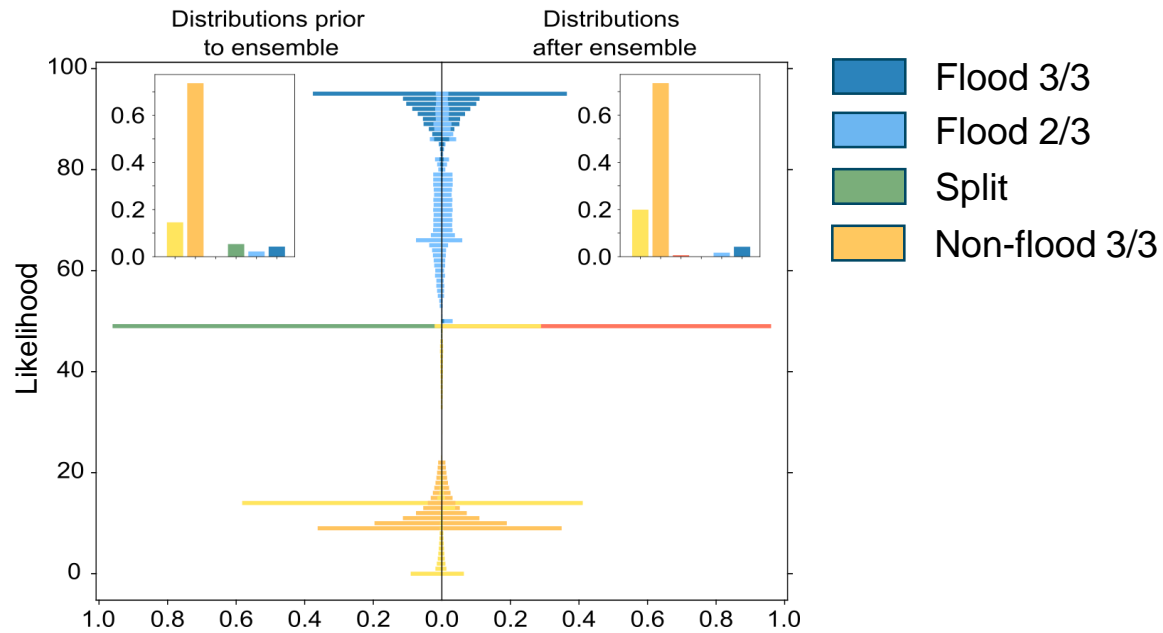 Distributions prior
to ensemble
Distributions
after ensemble
100
80
60
40
20
0
Likelihood
0.6
0.4
0.2
0.0
0.6
0.4
0.2
0.0
1.0 0.8 0.6 0.4 0.2 0.0 0.2 0.4 0.6 0.8 1.0
Flood 3/3
Flood 2/3
Split
Non-flood 3/3